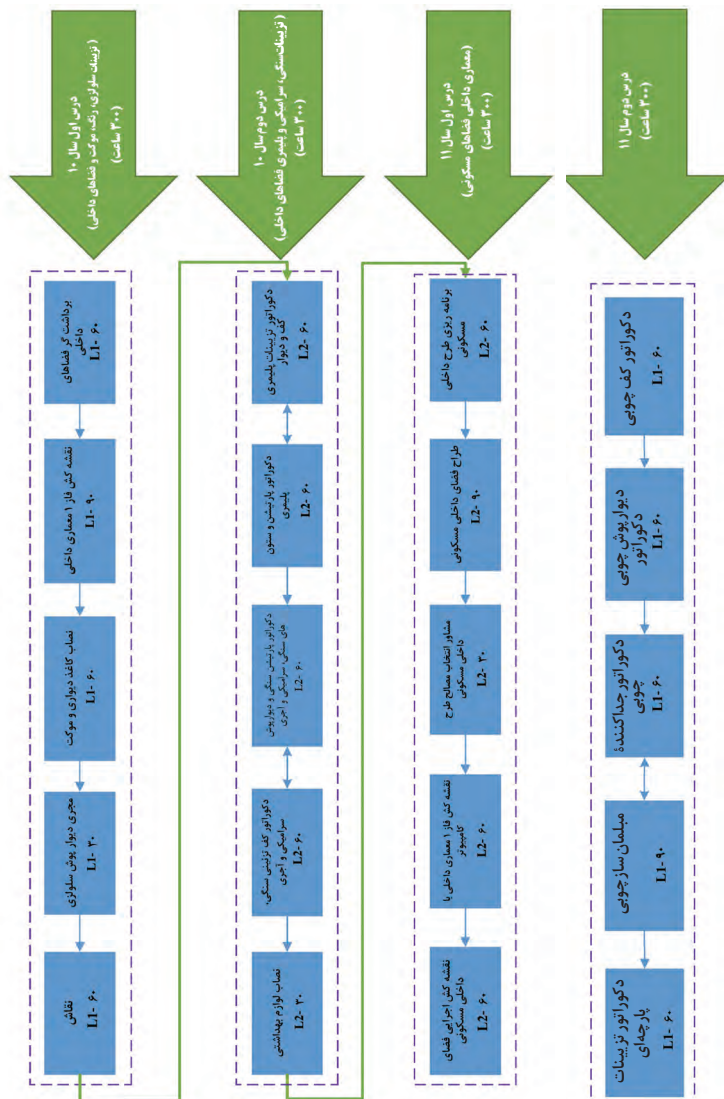 درس اول سال ۱۰
(تزیینات سلولزی، رنگ، موکت و فضاهای داخلی)
(۳۰۰ ساعت)
برداشت گر فضاهای
داخلی
L1- ۶۰
نقشه کش فاز ۱ معماری داخلی
L1- ۹۰
نصاب کاغذ دیواری و موکت
L1- ۶۰
مجری دیوار پوش سلولزی
L1- ۳۰
نقاش
L1- ۶۰
درس دوم سال ۱۰
(تزیینات‌سنگی، سرامیکی و پلیمری فضاهای داخلی)
(۳۰۰ ساعت)
دکوراتور تزیینات پلیمری
کف و دیوار
L2- ۶۰
دکوراتور پارتیشن و ستون
پلیمری
L2- ۶۰
دکوراتور پارتیشن سنگی و دیوارپوش
های سنگی، سرامیکی و آجری
L2- ۶۰
دکوراتور کف تزئینی سنگی،
سرامیکی و آجری
L2- ۶۰
نصاب لوازم بهداشتی
L2- ۳۰
درس اول سال ۱۱
(معماری داخلی فضاهای مسکونی)
(۳۰۰ ساعت)
برنامه ریزی طرح داخلی
مسکونی
L2- ۶۰
طراح فضای داخلی مسکونی
L2- ۹۰
مشاور انتخاب مصالح طرح
داخلی مسکونی
L2- ۳۰
نقشه کش فاز ۱ معماری داخلی با
کامپیوتر
L2- ۶۰
نقشه کش اجرایی فضای
داخلی مسکونی
L2- ۶۰
درس دوم سال ۱۱
(۳۰۰ ساعت)
دکوراتور کف چوبی
L1- ۶۰
دیوارپوش چوبی
دکوراتور
L1- ۶۰
دکوراتور جداکنندۀ
چوبی
L1- ۶۰
مبلمان ساز چوبی
L1- ۹۰
دکوراتور تزیینات
پارچه‌ای
L1- ۶۰